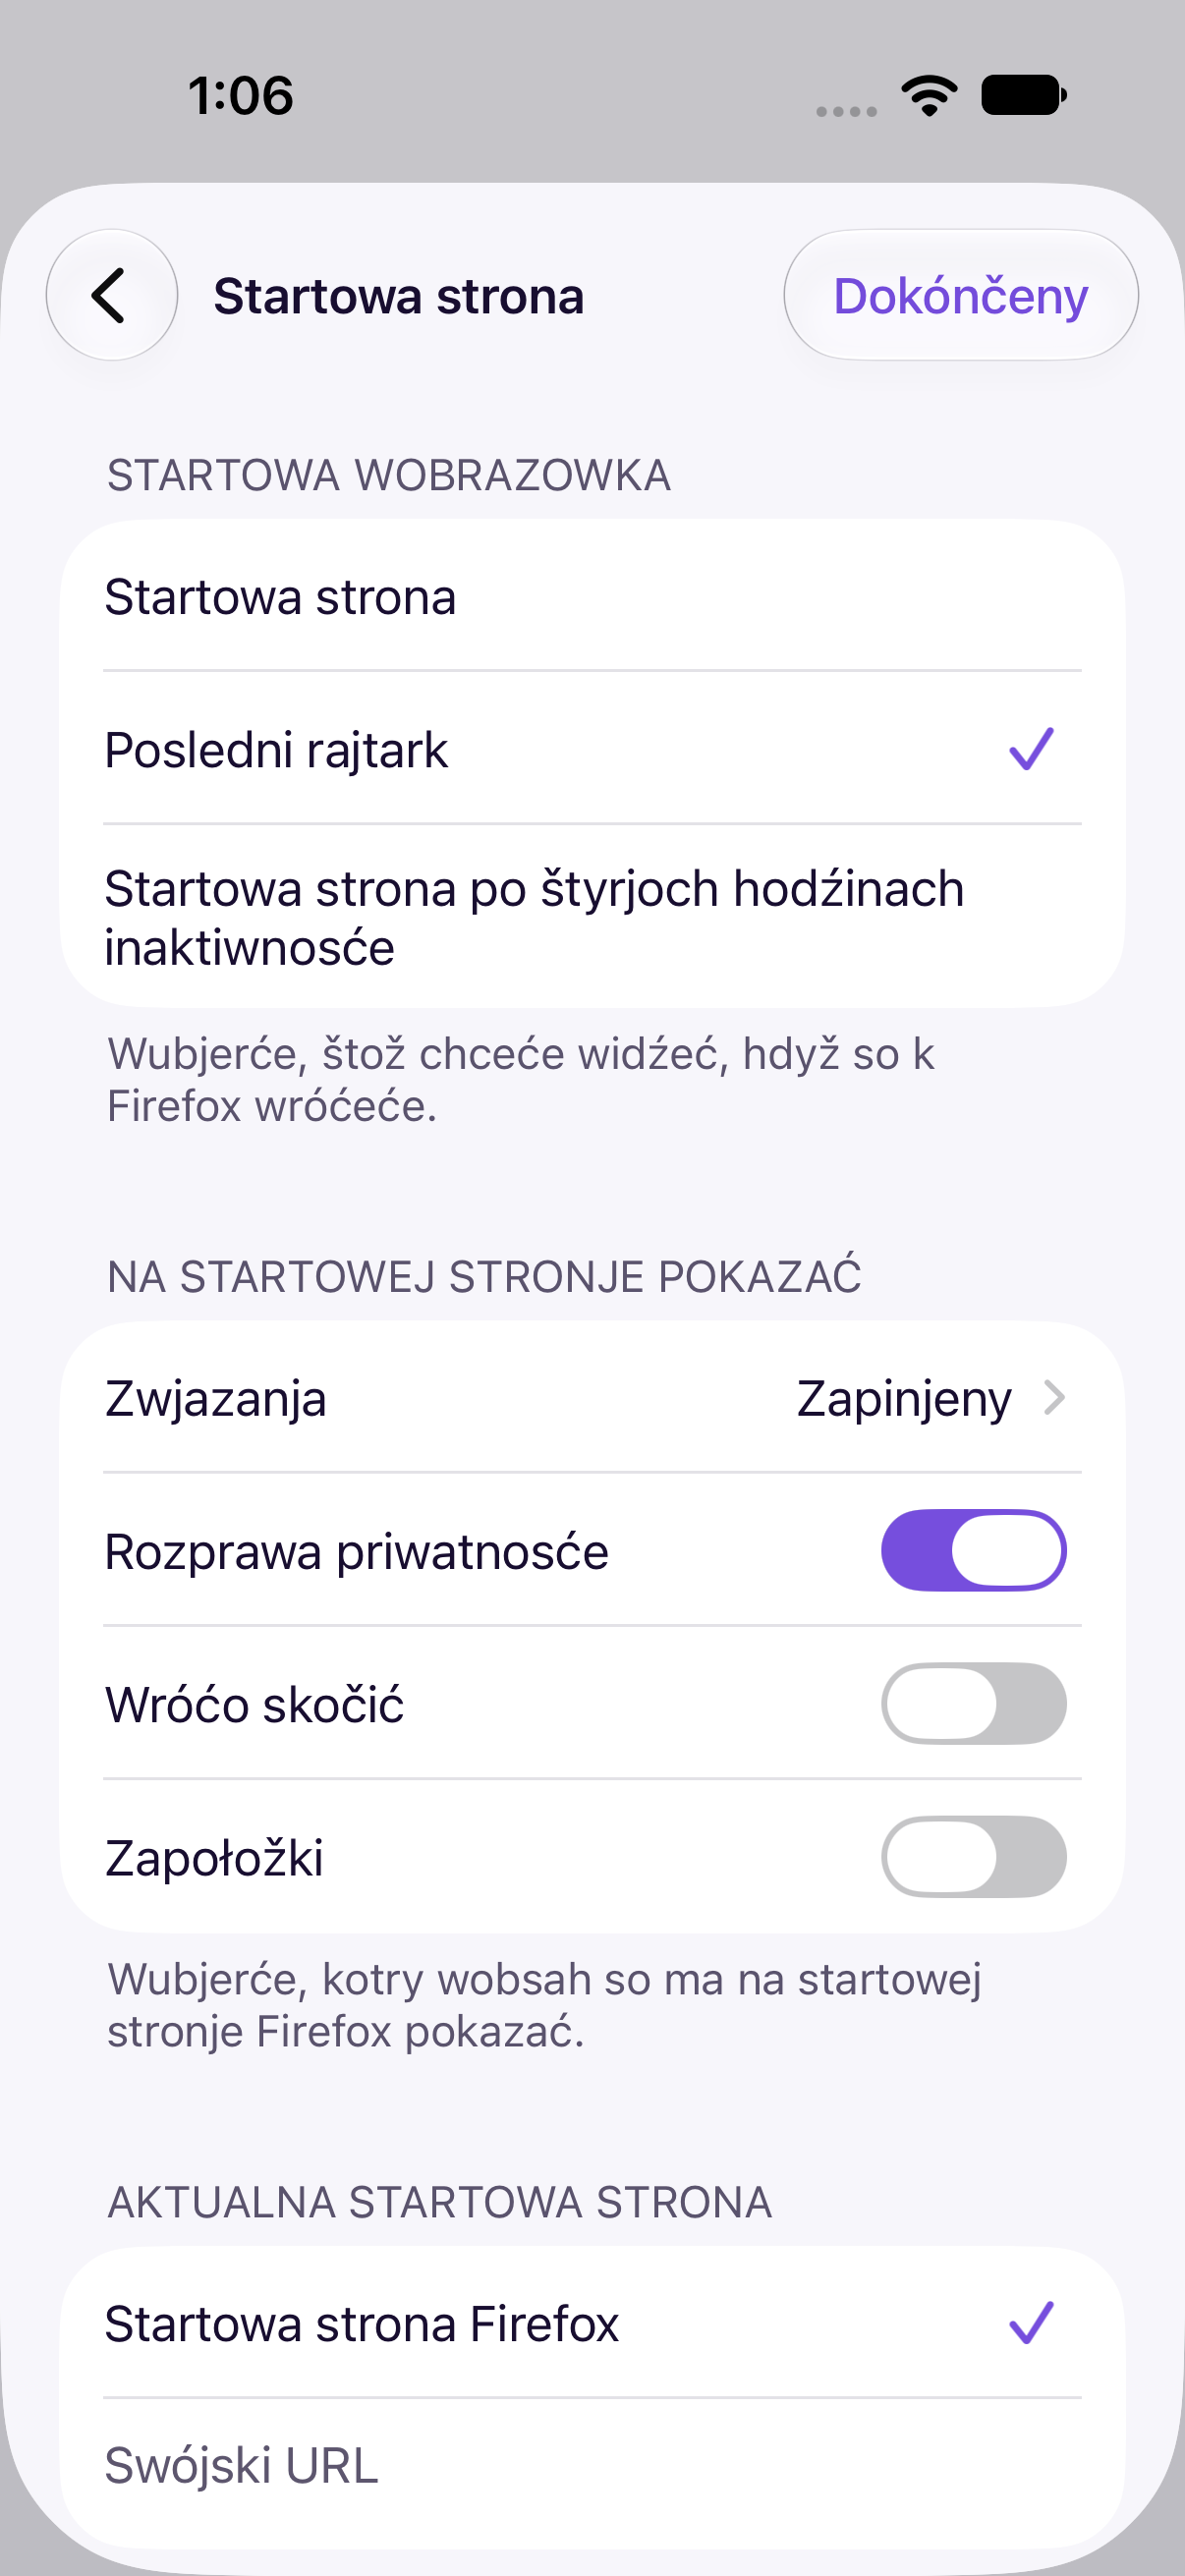 1:06
Startowa strona
Dokónčeny
STARTOWA WOBRAZOWKA
Startowa strona
Posledni rajtark
Startowa strona po štyrjoch hodźinach
inaktiwnosće
Wubjerće, štož chceće widźeć, hdyž so k
Firefox wróćeće.
NA STARTOWEJ STRONJE POKAZAĆ
Zwjazanja
Zapinjeny
Rozprawa priwatnosće
Wróćo skočić
Zapołožki
Wubjerće, kotry wobsah so ma na startowej
stronje Firefox pokazać.
AKTUALNA STARTOWA STRONA
Startowa strona Firefox
Swójski URL